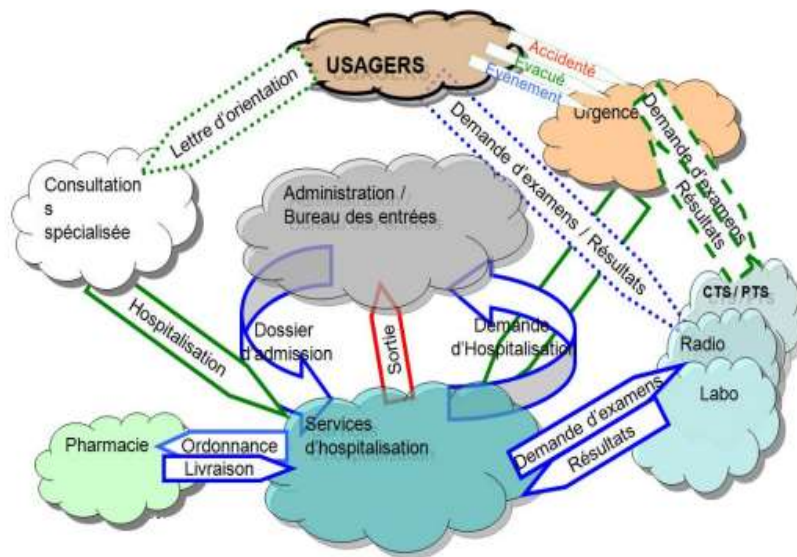 USAGERS
Accidenté
Évacué
Evénement
Urgence
Lettre d'orientation
Demande d'examens / Résultats
Demande d'examens
Résultats
Consultation
s
spécialisée
Administration /
Bureau des entrées
CTS / PTS
Radio
Labo
Hospitalisation
Dossier
d'admission
Sortie
Demande
d'Hospitalisation
Services
d'hospitalisation
Pharmacie
Ordonnance
Livraison
Demande d'examens
Résultats